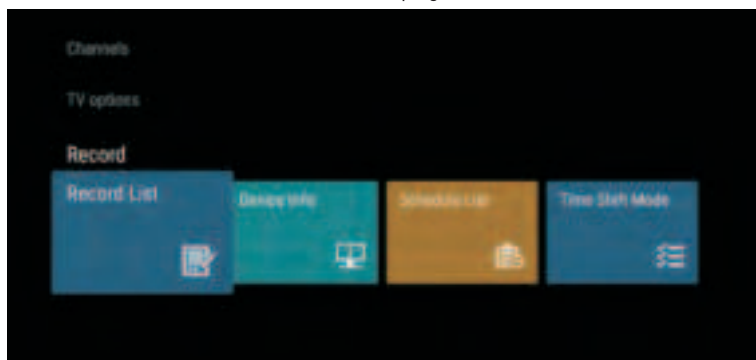 Channels
TV options
Record
Record List
Device Info
Schedule List
Time Shift Mode